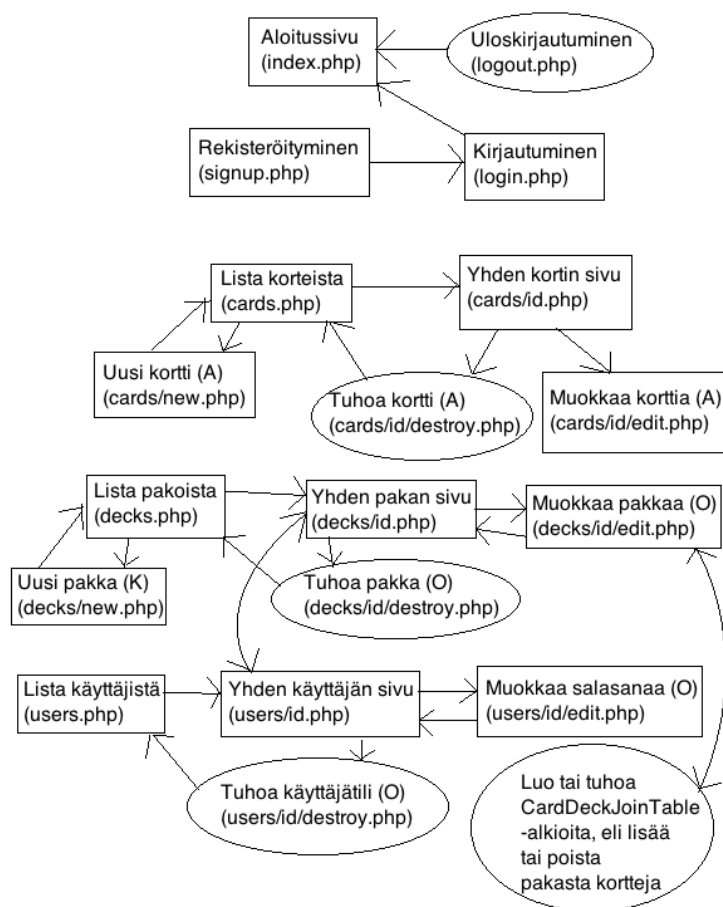 Aloitussivu
(index.php)
Uloskirjautuminen
(logout.php)
Rekisteröityminen
(signup.php)
Kirjautuminen
(login.php)
Lista korteista
(cards.php)
Yhden kortin sivu
(cards/id.php)
Uusi kortti (A)
(cards/new.php)
Tuhoa kortti (A)
(cards/id/destroy.php)
Muokkaa korttia (A)
(cards/id/edit.php)
Lista pakoista
(decks.php)
Yhden pakan sivu
(decks/id.php)
Muokkaa pakkaa (O)
(decks/id/edit.php)
Uusi pakka (K)
(decks/new.php)
Tuhoa pakka (O)
(decks/id/destroy.php)
Lista käyttäjistä
(users.php)
Yhden käyttäjän sivu
(users/id.php)
Muokkaa salasanaa (O)
(users/id/edit.php)
Tuhoa käyttäjätili (O)
(users/id/destroy.php)
Luo tai tuhoa
CardDeckJoinTable
-alkioita, eli lisää
tai poista
pakasta kortteja